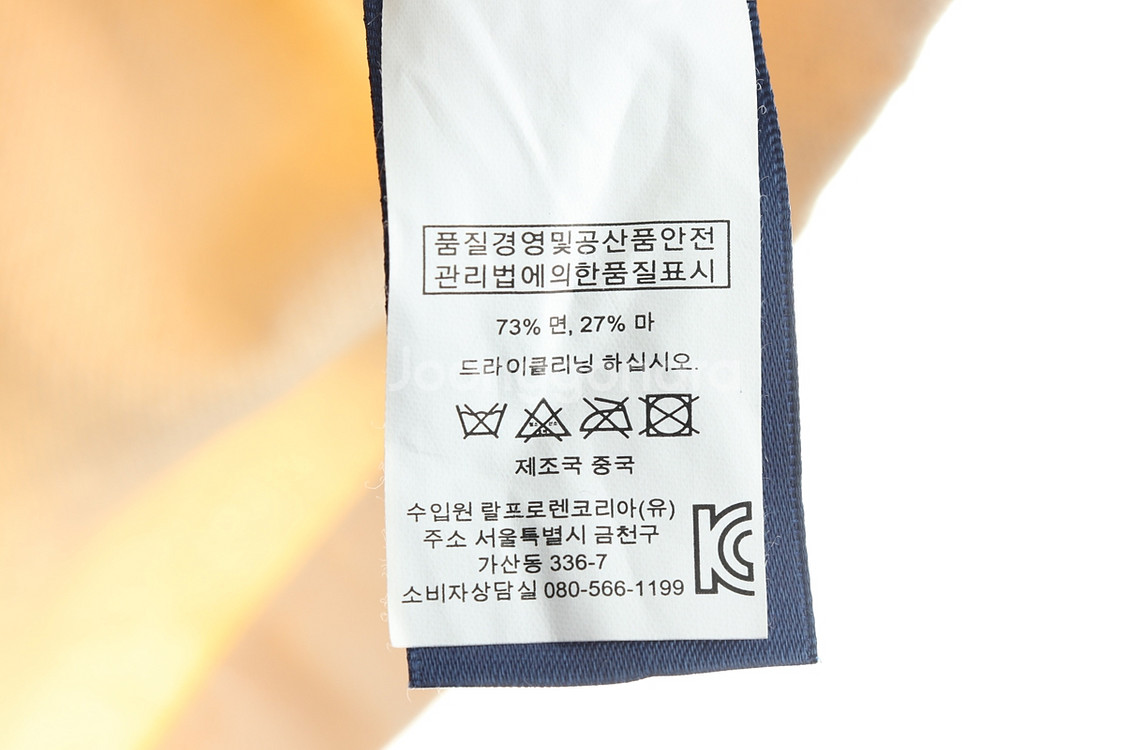 품질경영및공산품안전
관리법에의한품질표시
73% 면, 27% 마
드라이클리닝 하십시오.
제조국 중국
수입원 랄프로렌코리아(유)
주소 서울특별시 금천구
가산동 336-7
소비자상담실 080-566-1199
KC